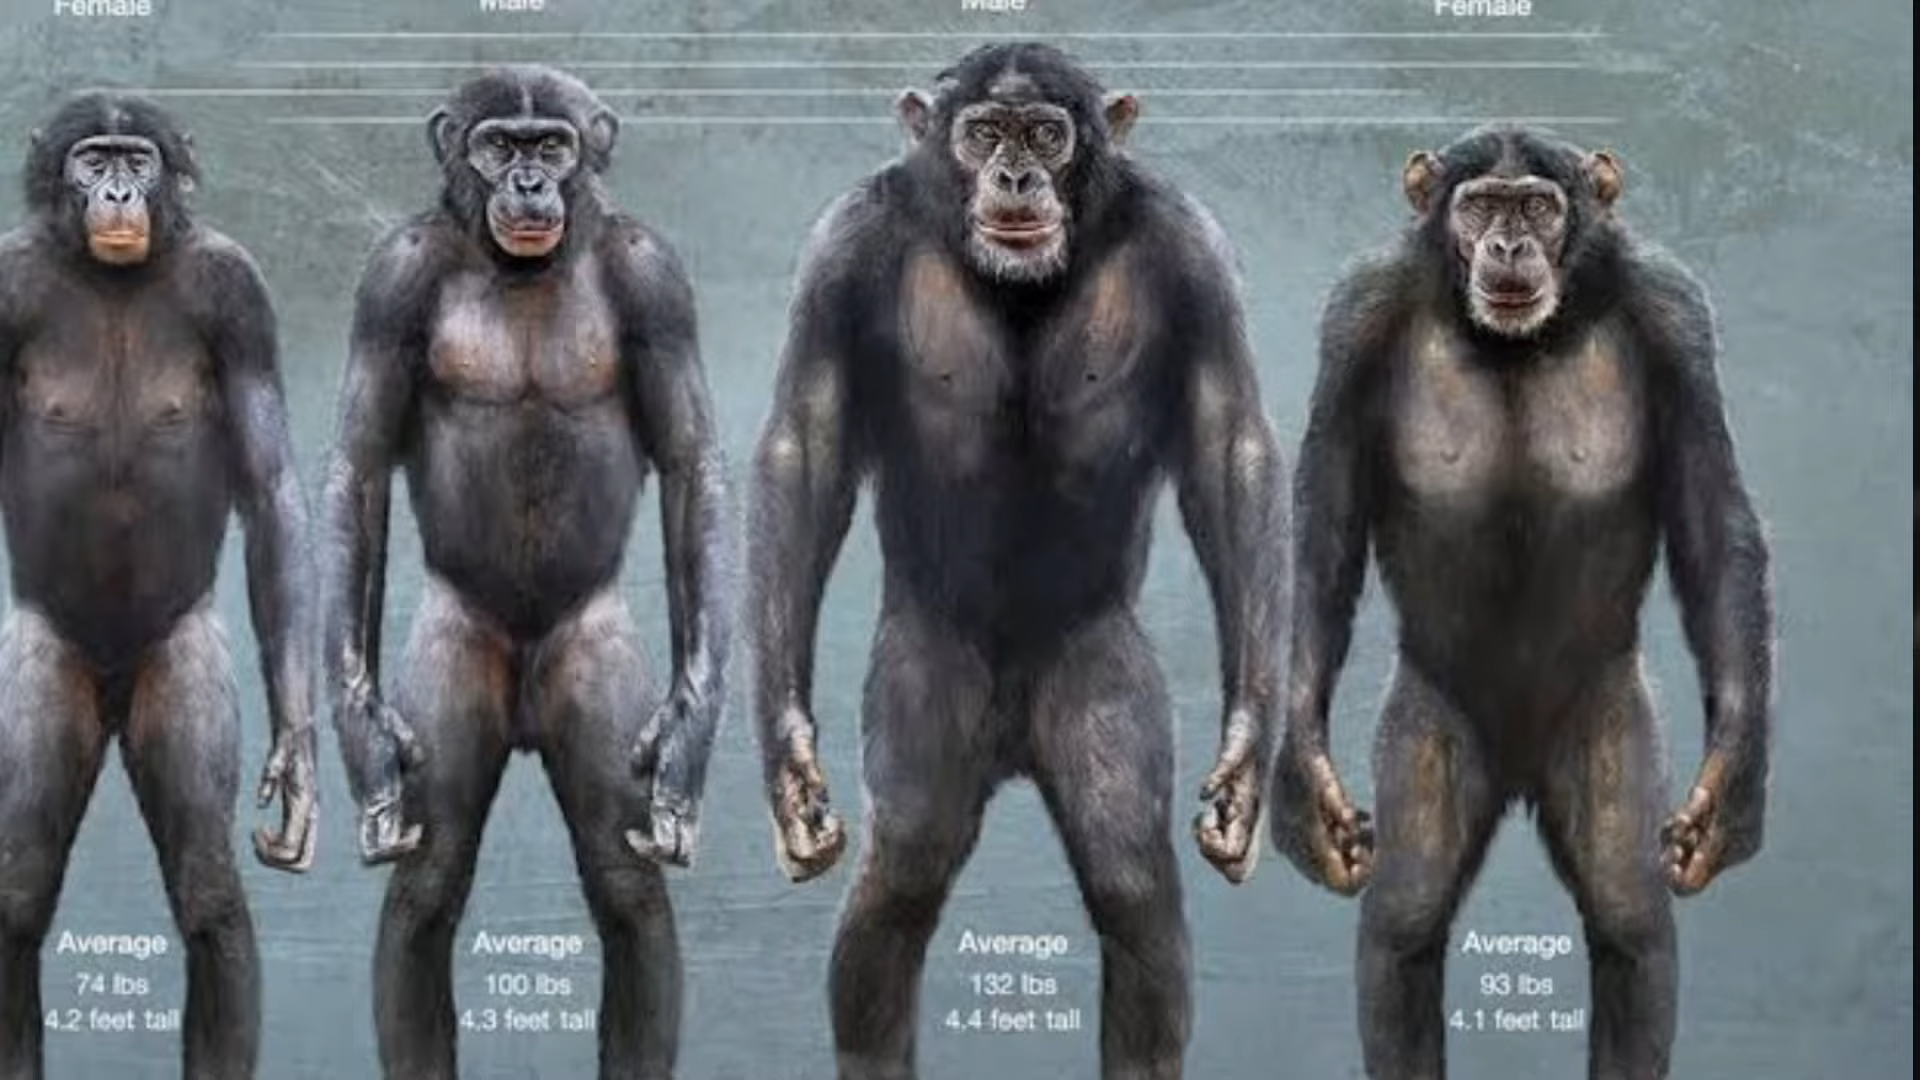 Female
Male
Male
Female
Average
74 lbs
4.2 feet tall
Average
100 lbs
4.3 feet tall
Average
132 lbs
4.4 feet tall
Average
93 lbs
4.1 feet tall